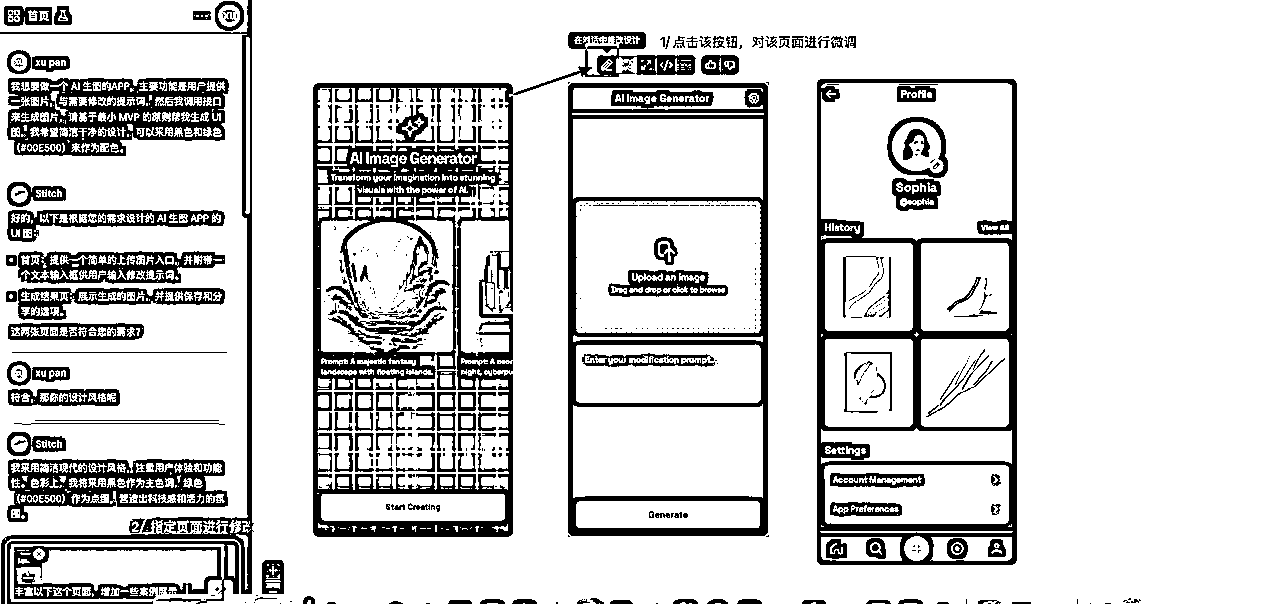 首页
xu pan
我想要做一个 AI 生图的APP，主要功能是用户提供
一张图片，与需要修改的提示词，然后我调用接口
来生成图片，请基于最小 MVP 的原则帮我生成 UI
图。我希望简洁干净的设计，可以采用黑色和绿色
（#00E500）来作为配色。
Stitch
好的，以下是根据您的需求设计的 AI 生图 APP 的
UI 图：
首页：提供一个简单的上传图片入口，并附带一
个文本输入框供用户输入修改提示词。
生成结果页：展示生成的图片，并提供保存和分
享的选项。
这两张页面是否符合您的需求？
xu pan
符合，那你的设计风格呢
Stitch
我采用简洁现代的设计风格，注重用户体验和功能
性。色彩上，我将采用黑色作为主色调，绿色
（#00E500）作为点缀，营造出科技感和活力的氛
围。
2/ 指定页面进行修改
丰富以下这个页面，增加一些案例展示
在对话中修改设计
1/ 点击该按钮，对该页面进行微调
AI Image Generator
Transform your imagination into stunning
visuals with the power of AI.
Prompt: A majestic fantasy
landscape with floating islands.
Start Creating
AI Image Generator
Upload an image
Drag and drop or click to browse
Enter your modification prompt...
Generate
Profile
Sophia
@sophia
History
View All
Settings
Account Management
App Preferences